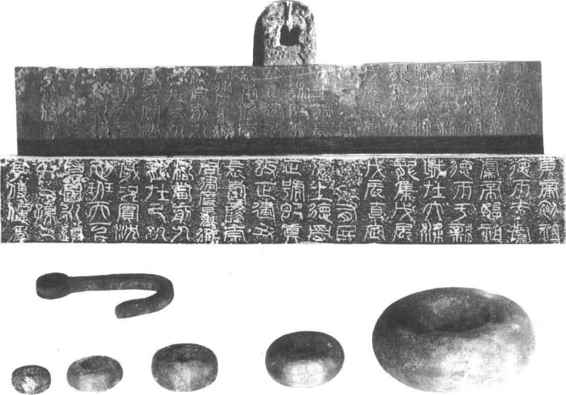 黃帝初祖
德帀于虞
虞帝始祖
德帀于新
歲在大梁
龍集戊辰
戊辰直定
天命有民
據土德受
正號即真
改正建丑
長壽隆崇
同律度量衡
稽當前人
龍在己巳
歲次實沈
初班天下
萬國永遵
子子孫孫
亨傳億年